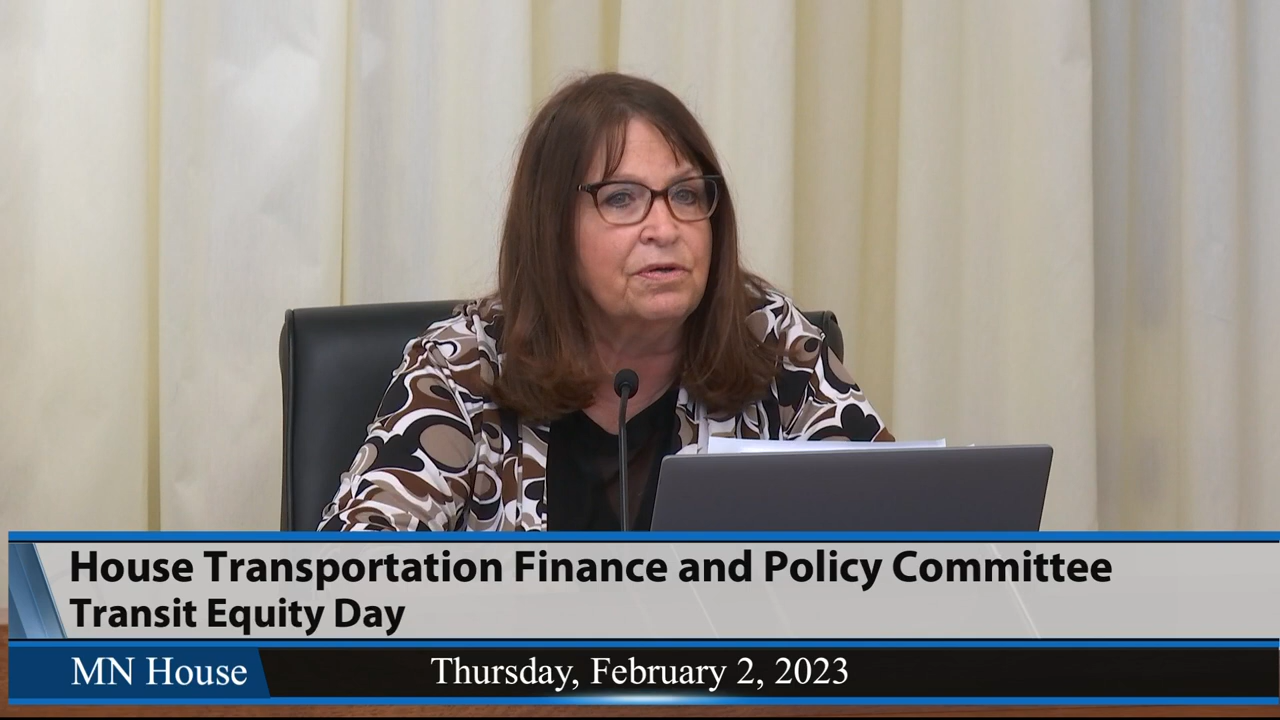 House Transportation Finance and Policy Committee
Transit Equity Day
MN House
Thursday, February 2, 2023